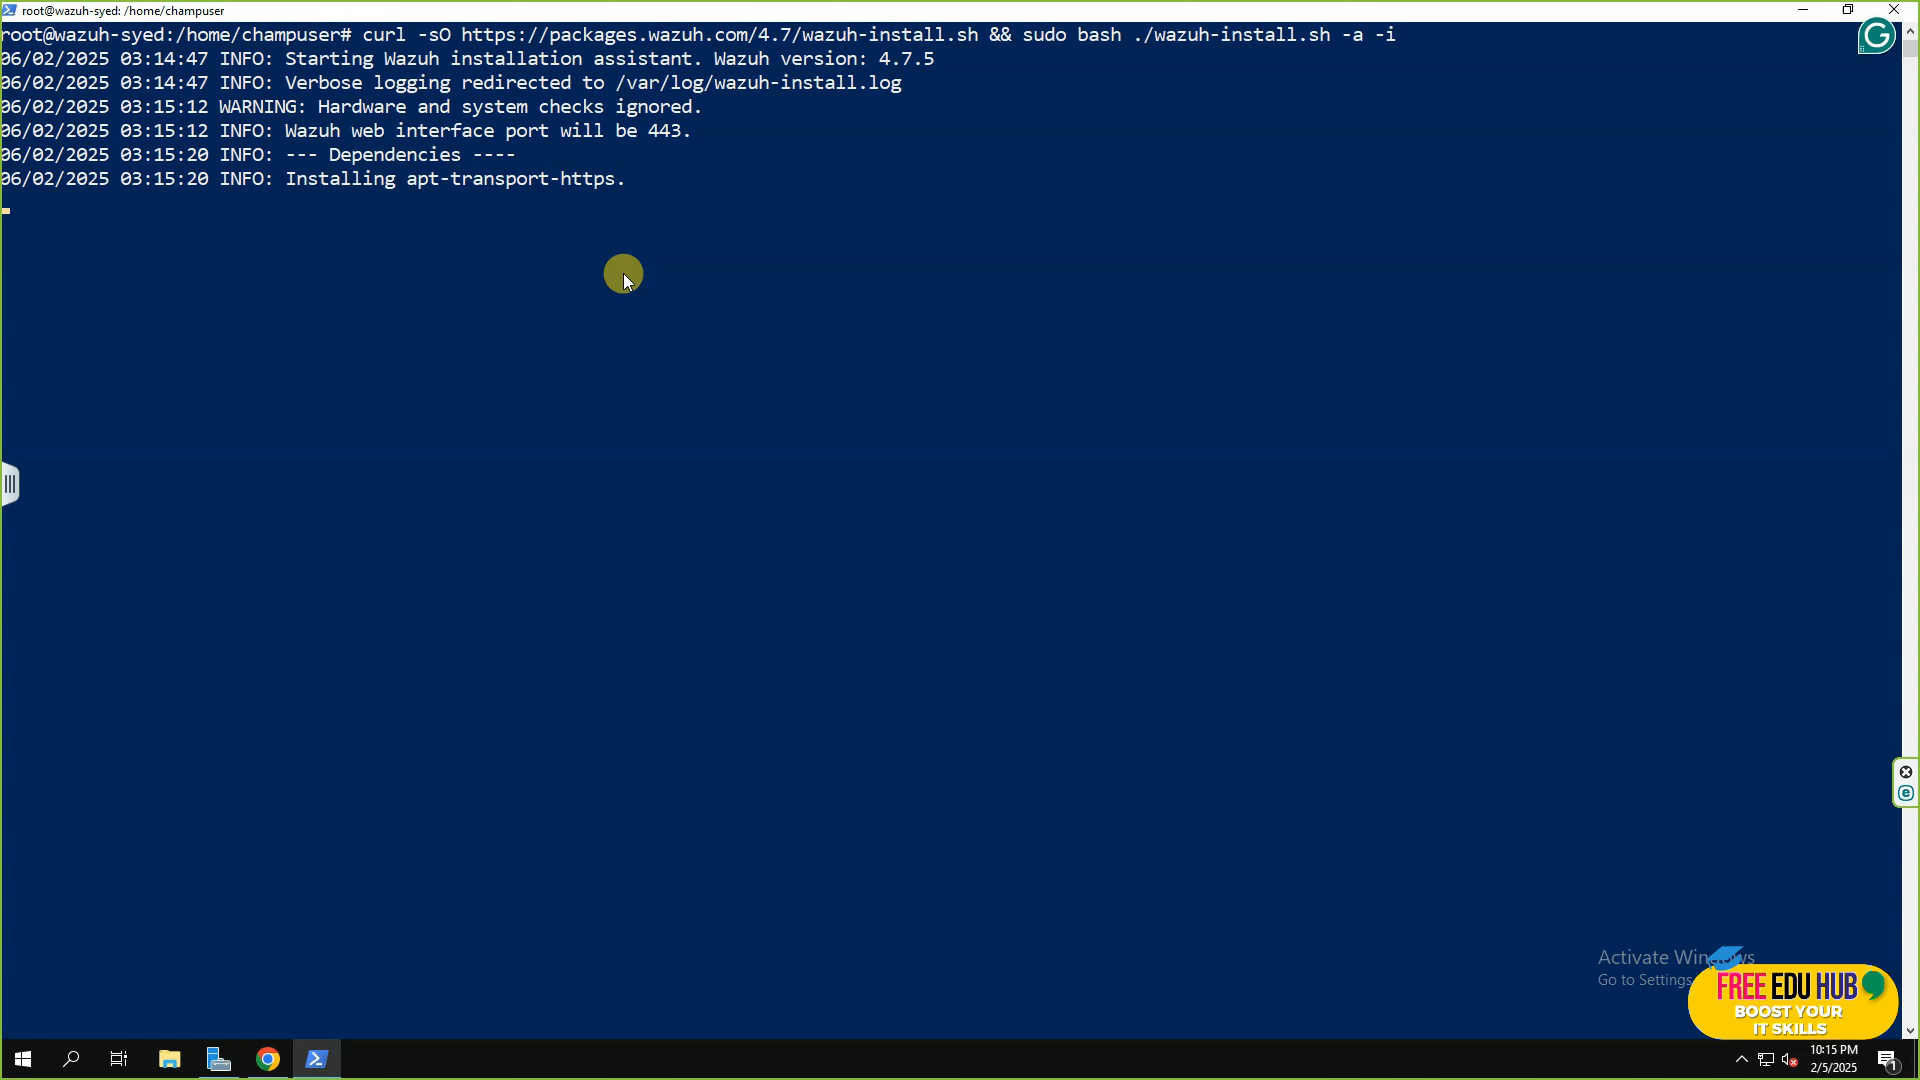 root@wazuh-syed: /home/champuser
root@wazuh-syed:/home/champuser# curl -sO https://packages.wazuh.com/4.7/wazuh-install.sh && sudo bash ./wazuh-install.sh -a -i
06/02/2025 03:14:47 INFO: Starting Wazuh installation assistant. Wazuh version: 4.7.5
06/02/2025 03:14:47 INFO: Verbose logging redirected to /var/log/wazuh-install.log
06/02/2025 03:15:12 WARNING: Hardware and system checks ignored.
06/02/2025 03:15:12 INFO: Wazuh web interface port will be 443.
06/02/2025 03:15:20 INFO: --- Dependencies ----
06/02/2025 03:15:20 INFO: Installing apt-transport-https.
Activate Windows
Go to Settings
FREE EDU HUB
BOOST YOUR
IT SKILLS
10:15 PM
2/5/2025
1